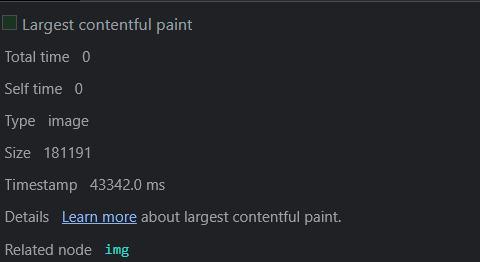 Largest contentful paint
Total time 0
Self time 0
Type image
Size 181191
Timestamp 43342.0 ms
Details Learn more about largest contentful paint.
Related node img